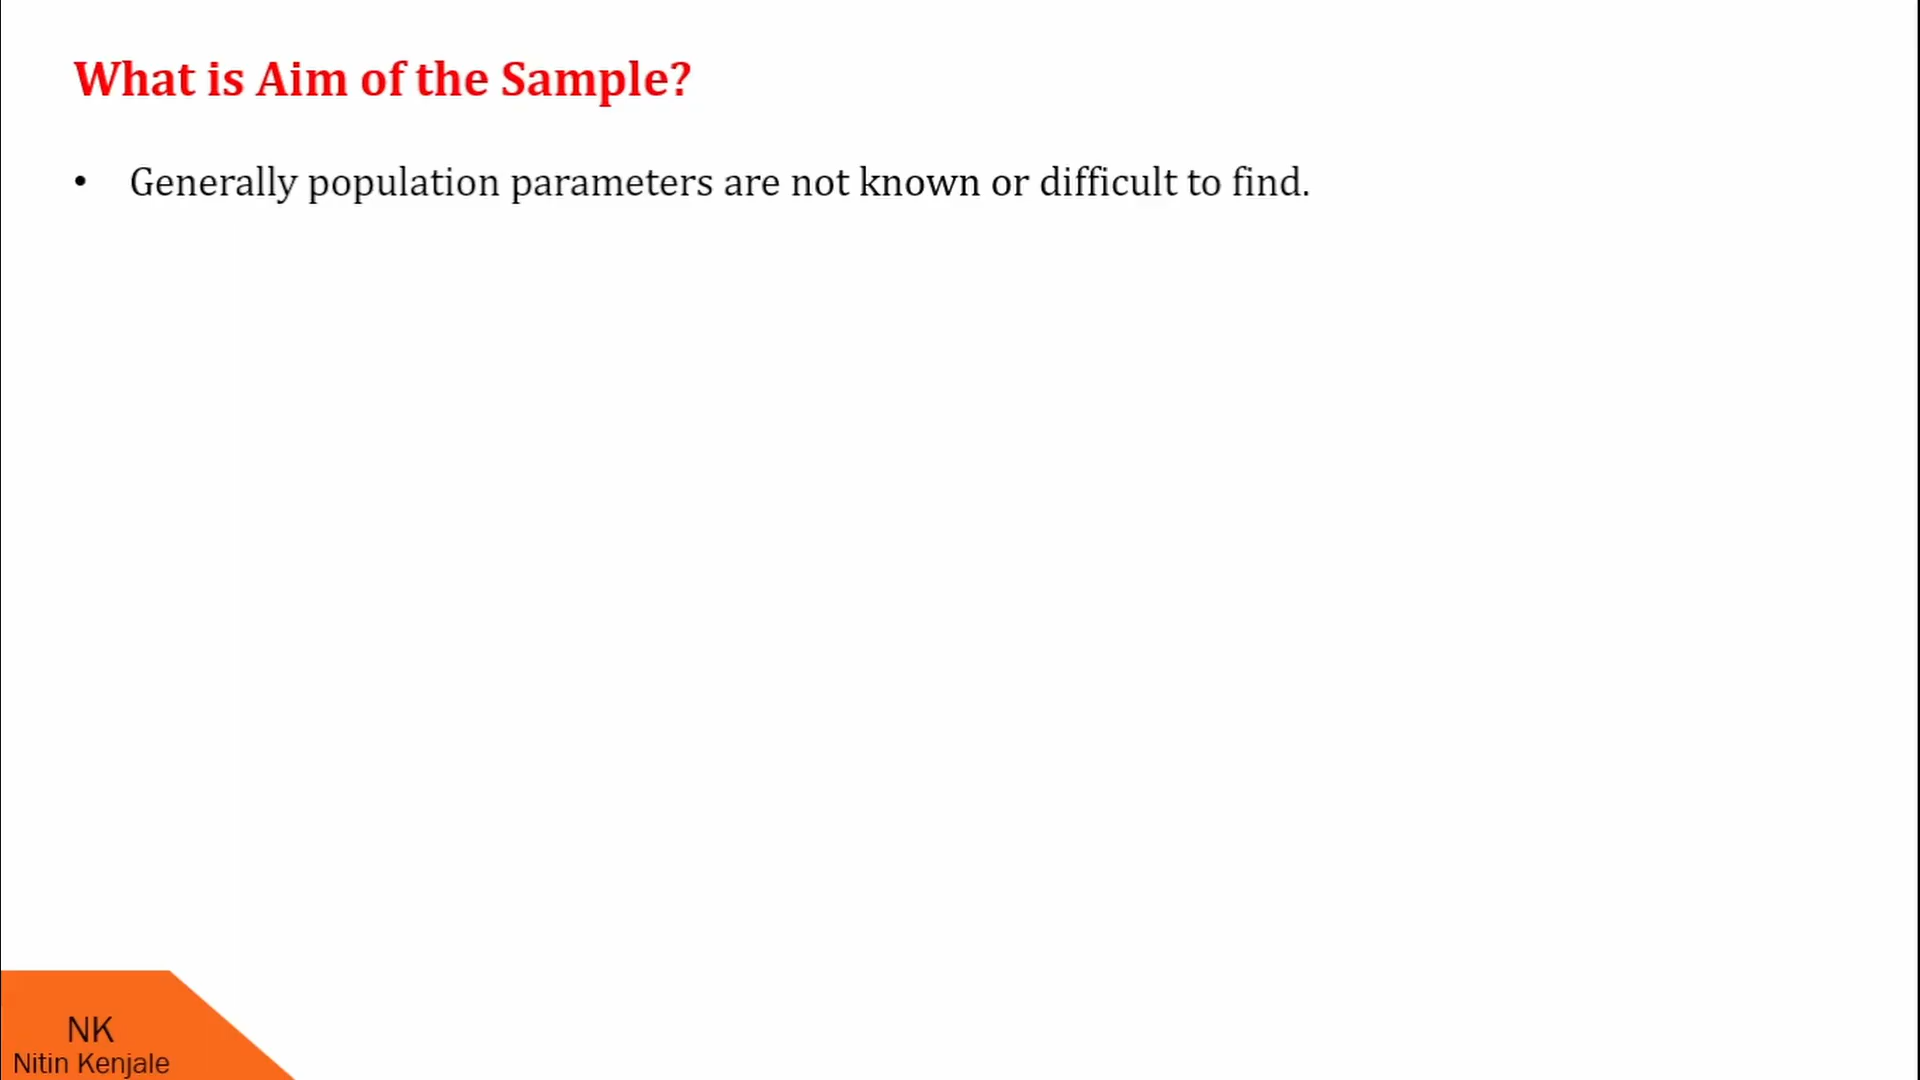 What is Aim of the Sample?
• Generally population parameters are not known or difficult to find.
NK
Nitin Kenjale